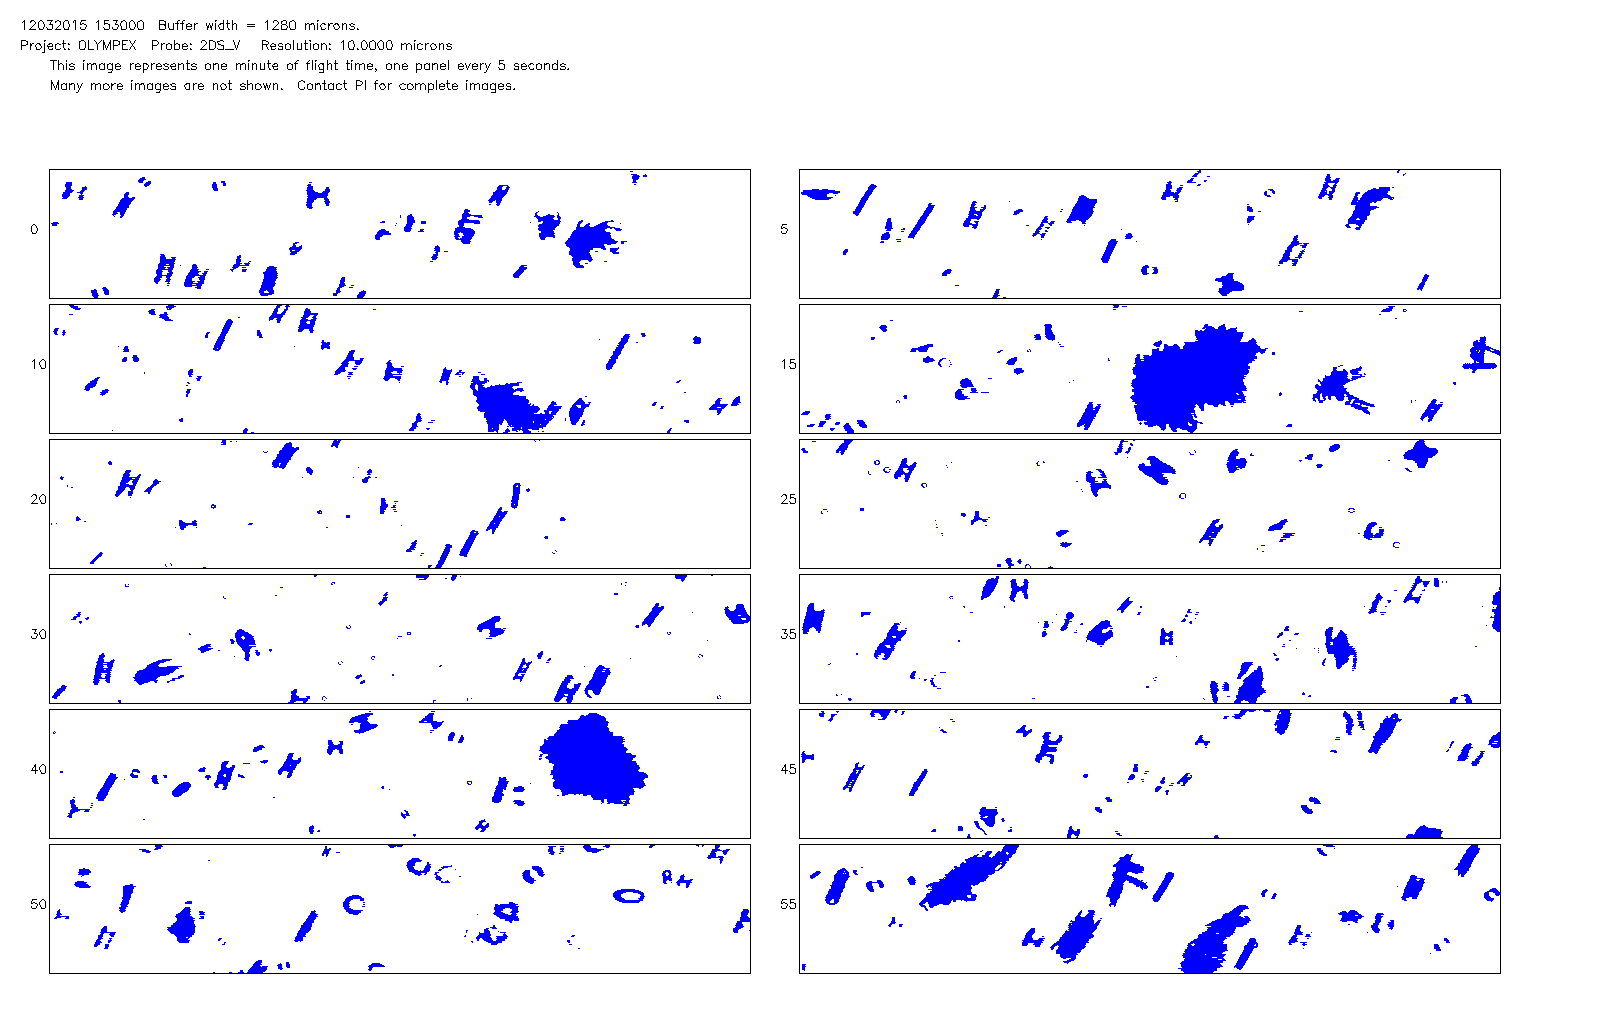 12032015 153000  Buffer width = 1280 microns.
Project: OLYMPEX  Probe: 2DS_V  Resolution: 10.0000 microns
This image represents one minute of flight time, one panel every 5 seconds.
Many more images are not shown.  Contact PI for complete images.
0 5
10 15
20 25
30 35
40 45
50 55